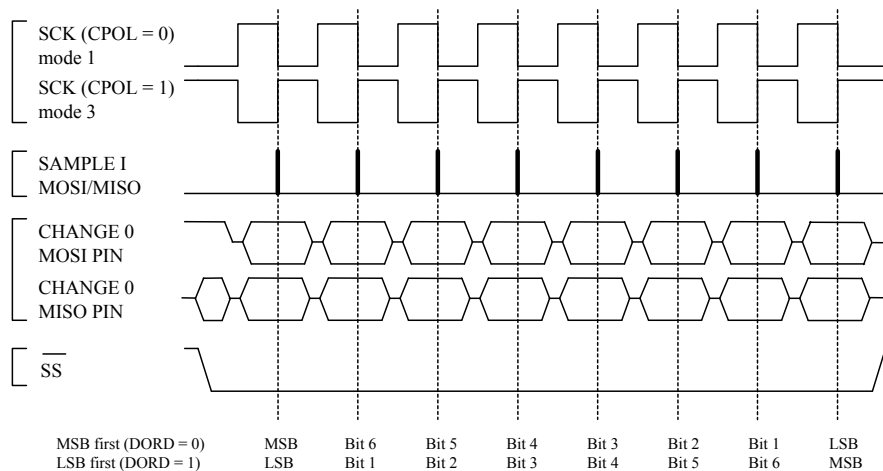 SCK (CPOL = 0)
mode 1
SCK (CPOL = 1)
mode 3
SAMPLE I
MOSI/MISO
CHANGE 0
MOSI PIN
CHANGE 0
MISO PIN
SS
MSB first (DORD = 0) MSB Bit 6 Bit 5 Bit 4 Bit 3 Bit 2 Bit 1 LSB
LSB first (DORD = 1) LSB Bit 1 Bit 2 Bit 3 Bit 4 Bit 5 Bit 6 MSB